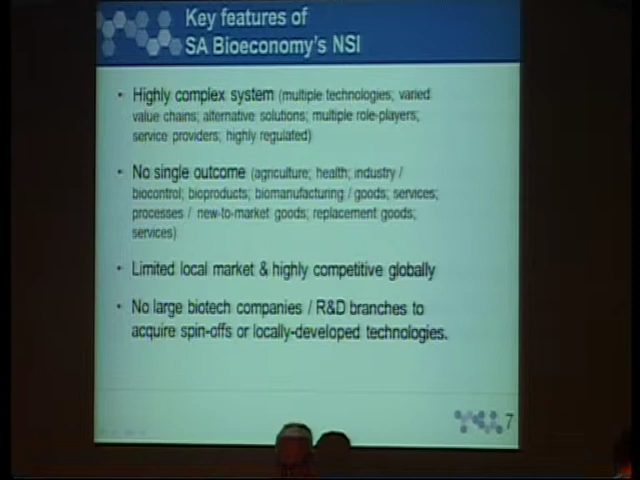 Key features of
SA Bioeconomy's NSI
• Highly complex system (multiple technologies; varied
value chains; alternative solutions; multiple role-players;
service providers; highly regulated)
• No single outcome (agriculture; health; industry /
biocontrol; bioproducts; biomanufacturing / goods; services;
processes / new-to-market goods; replacement goods;
services)
• Limited local market & highly competitive globally
• No large biotech companies / R&D branches to
acquire spin-offs or locally-developed technologies.
7